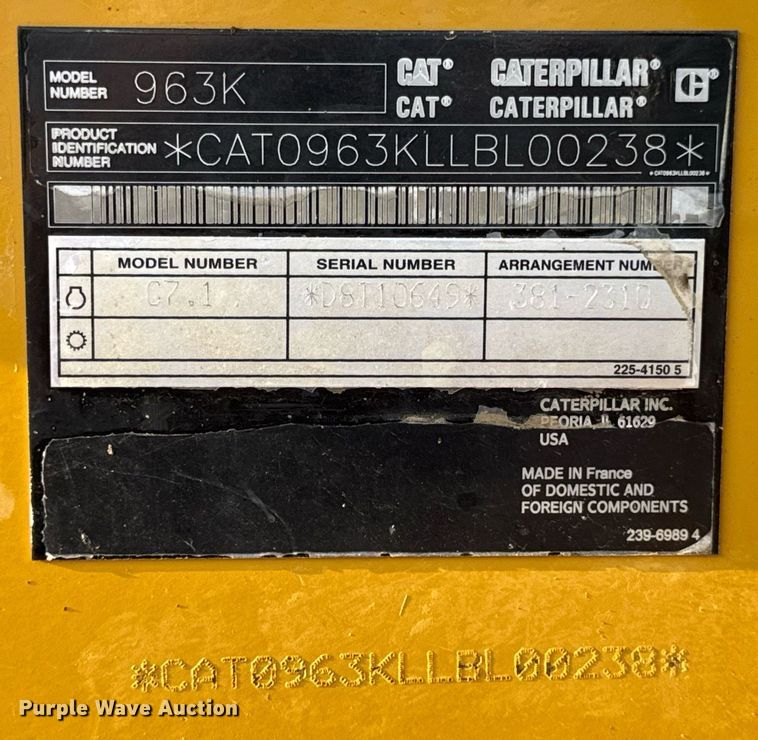 MODEL NUMBER 963K
CAT® CATERPILLAR®
CAT® CATERPILLAR®
PRODUCT IDENTIFICATION NUMBER *CAT0963KLLBL00238*
*CAT0963KLLBL00238*
MODEL NUMBER SERIAL NUMBER ARRANGEMENT NUMBER
C7.1 *D8T10649* 381-2310
225-4150 5
CATERPILLAR INC.
PEORIA IL 61629
USA
MADE IN France
OF DOMESTIC AND
FOREIGN COMPONENTS
239-6989 4
*CAT0963KLLBL00238*
Purple Wave Auction